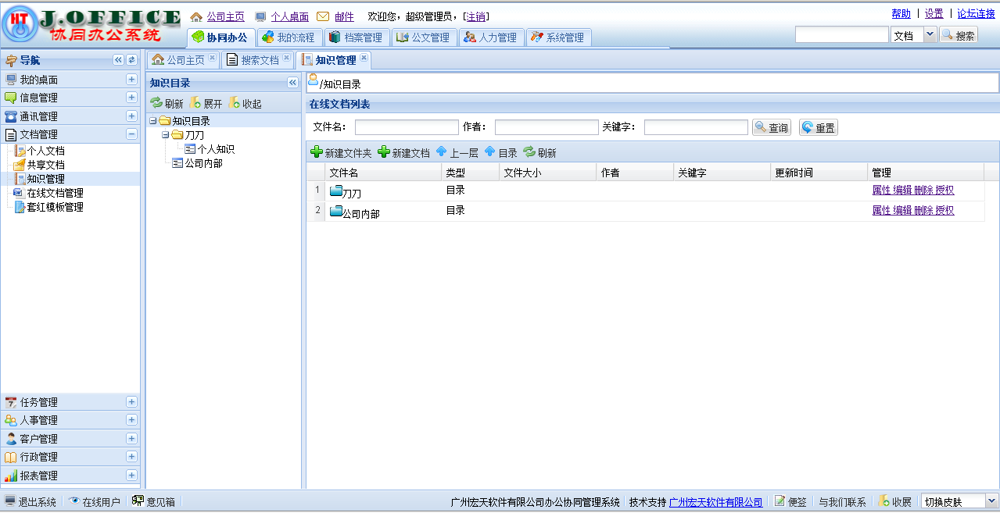 HT J.OFFICE
协同办公系统
公司主页 个人桌面 邮件 欢迎您，超级管理员，[注销]
帮助 | 设置 | 论坛连接
协同办公 我的流程 档案管理 公文管理 人力管理 系统管理
文档 搜索
导航
公司主页 搜索文档 知识管理
我的桌面
信息管理
通讯管理
文档管理
个人文档
共享文档
知识管理
在线文档管理
套红模板管理
任务管理
人事管理
客户管理
行政管理
报表管理
知识目录
刷新 展开 收起
知识目录
刀刀
个人知识
公司内部
/知识目录
在线文档列表
文件名： 作者： 关键字： 查询 重置
新建文件夹 新建文档 上一层 目录 刷新
文件名 类型 文件大小 作者 关键字 更新时间 管理
1 刀刀 目录 属性 编辑 删除 授权
2 公司内部 目录 属性 编辑 删除 授权
退出系统 在线用户 意见箱 广州宏天软件有限公司办公协同管理系统 技术支持 广州宏天软件有限公司 便签 与我们联系 收展 切换皮肤